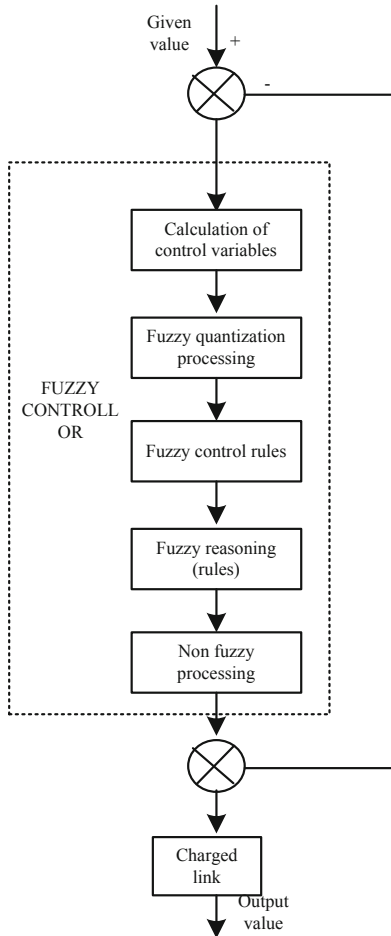 Given
value
+
-
Calculation of
control variables
Fuzzy quantization
processing
FUZZY
CONTROLL
OR
Fuzzy control rules
Fuzzy reasoning
(rules)
Non fuzzy
processing
Charged
link
Output
value